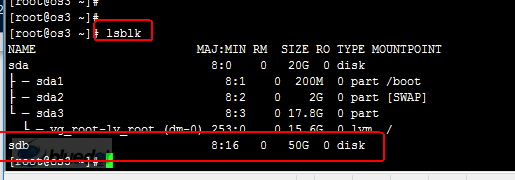 [root@os3 ~]#
[root@os3 ~]#
[root@os3 ~]# lsblk
NAME MAJ:MIN RM SIZE RO TYPE MOUNTPOINT
sda 8:0 0 20G 0 disk
├─sda1 8:1 0 200M 0 part /boot
├─sda2 8:2 0 2G 0 part [SWAP]
└─sda3 8:3 0 17.8G 0 part
└─vg_root-lv_root (dm-0) 253:0 0 15.6G 0 lvm /
sdb 8:16 0 50G 0 disk
[root@os3 ~]#